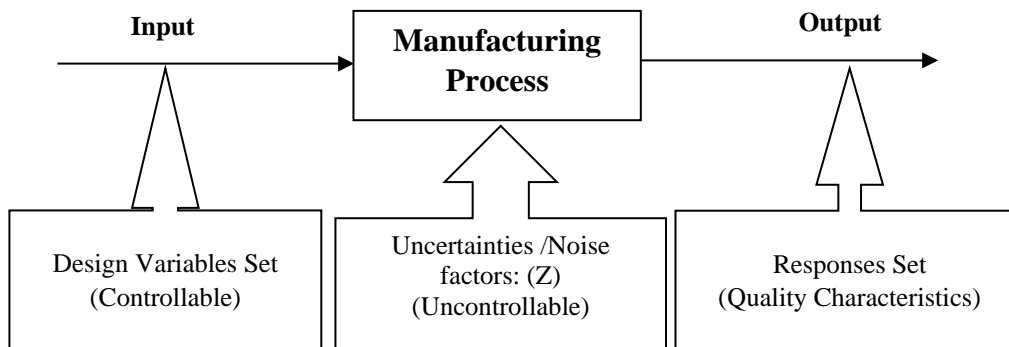 Input
Manufacturing
Process
Output
Design Variables Set
(Controllable)
Uncertainties /Noise
factors: (Z)
(Uncontrollable)
Responses Set
(Quality Characteristics)